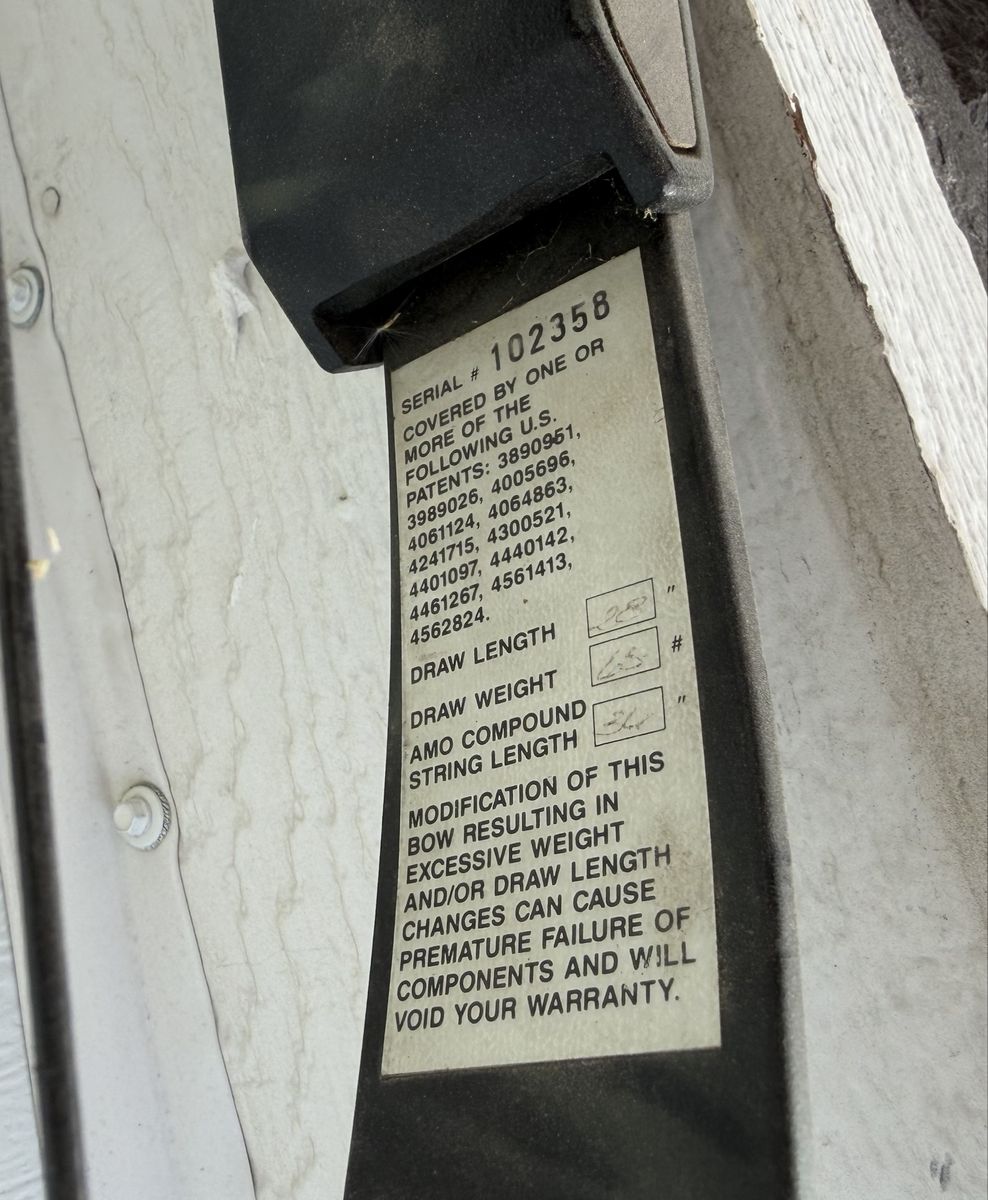 SERIAL # 102358
COVERED BY ONE OR
MORE OF THE
FOLLOWING U.S.
PATENTS: 3890951,
3989026, 4005696,
4061124, 4064863,
4241715, 4300521,
4401097, 4440142,
4461267, 4561413,
4562824.
DRAW LENGTH 28 "
DRAW WEIGHT #
AMO COMPOUND
STRING LENGTH "
MODIFICATION OF THIS
BOW RESULTING IN
EXCESSIVE WEIGHT
AND/OR DRAW LENGTH
CHANGES CAN CAUSE
PREMATURE FAILURE OF
COMPONENTS AND WILL
VOID YOUR WARRANTY.